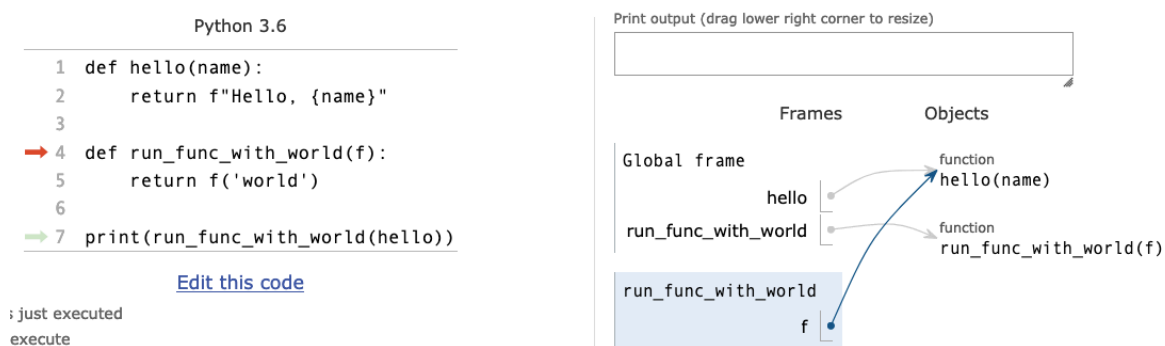 Python 3.6
1 def hello(name):
2     return f"Hello, {name}"
3
4 def run_func_with_world(f):
5     return f('world')
6
7 print(run_func_with_world(hello))
Edit this code
s just executed
execute
Print output (drag lower right corner to resize)
Frames Objects
Global frame
hello
run_func_with_world
function
hello(name)
function
run_func_with_world(f)
run_func_with_world
f